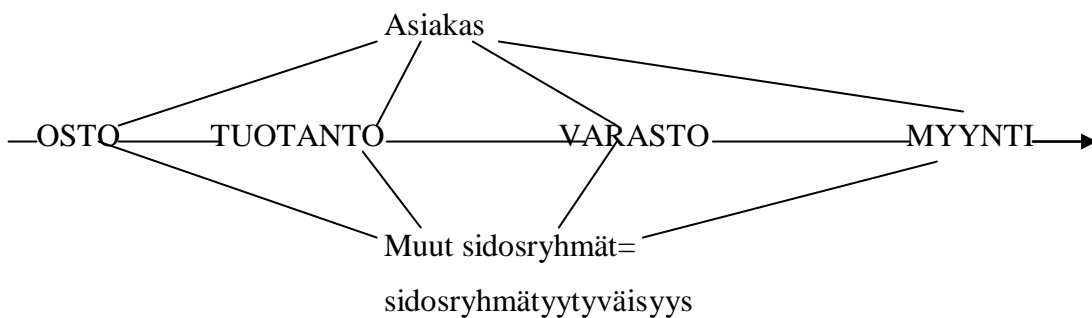 Asiakas
OSTO TUOTANTO VARASTO MYYNTI
Muut sidosryhmät=
sidosryhmätyytyväisyys